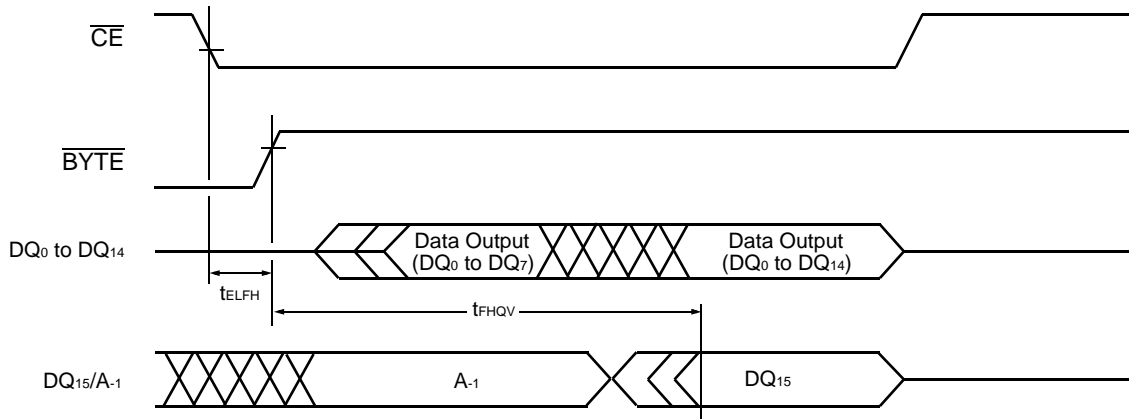 CE
BYTE
DQ0 to DQ14
Data Output
(DQ0 to DQ7)
Data Output
(DQ0 to DQ14)
tELFH
tFHQV
DQ15/A-1
A-1
DQ15